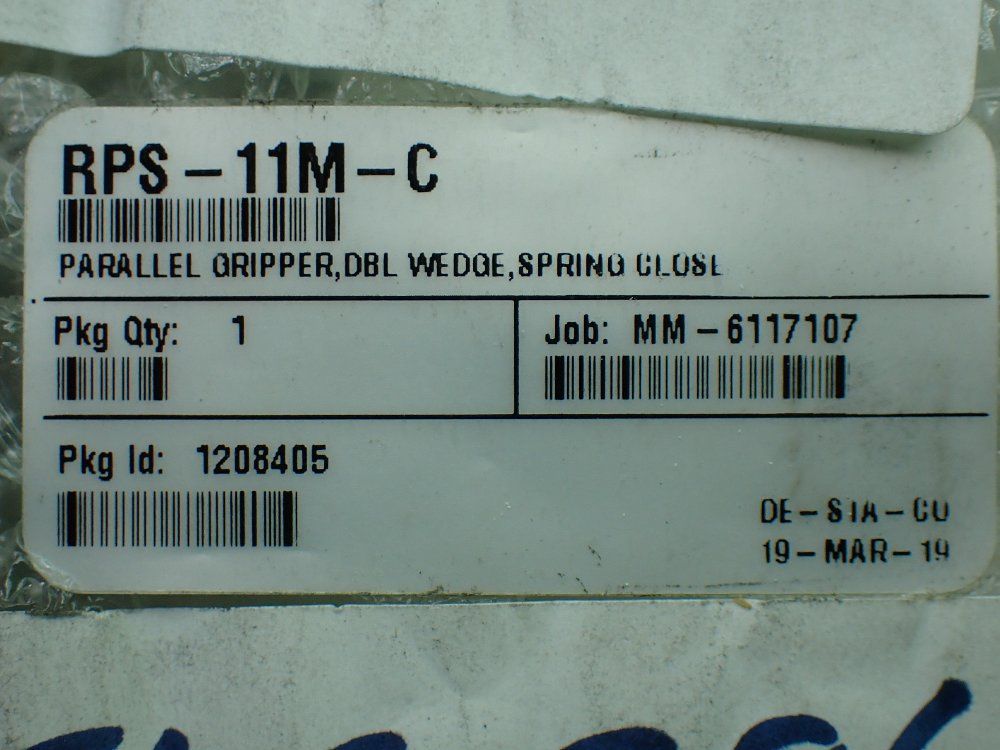 RPS-11M-C
PARALLEL GRIPPER,DBL WEDGE,SPRING CLOSE
Pkg Qty: 1
Job: MM-6117107
Pkg Id: 1208405
DE-STA-CO
19-MAR-19